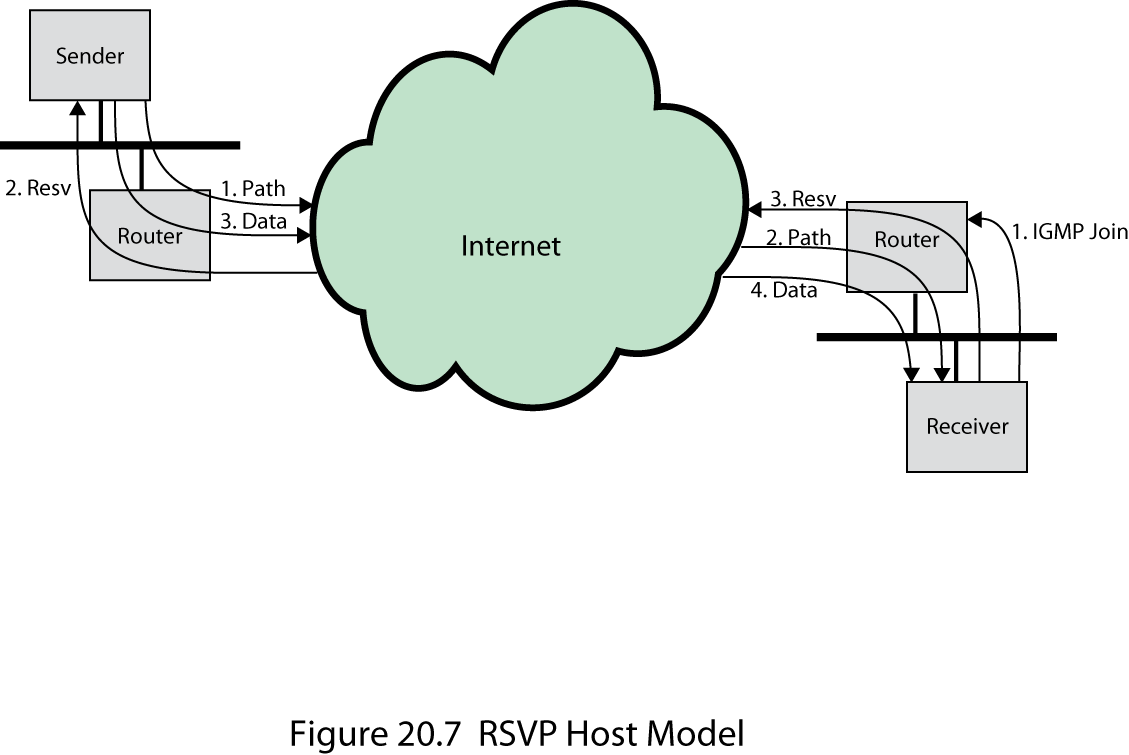 Sender
2. Resv
1. Path
3. Data
Router
Internet
3. Resv
2. Path
4. Data
Router
1. IGMP Join
Receiver
Figure 20.7 RSVP Host Model